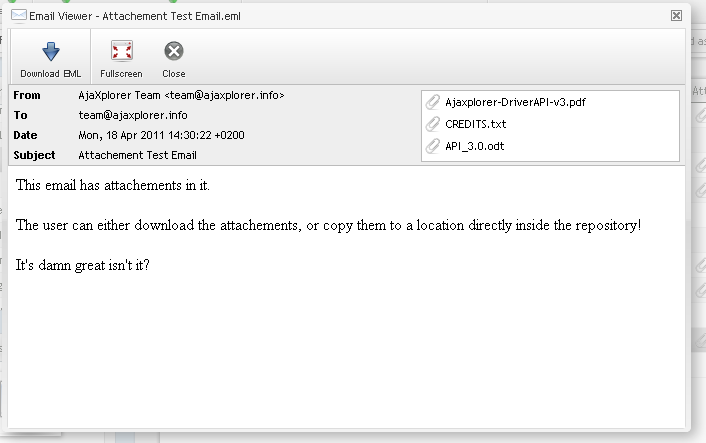 Email Viewer - Attachement Test Email.eml
Download EML Fullscreen Close
From AjaXplorer Team <team@ajaxplorer.info>
To team@ajaxplorer.info
Date Mon, 18 Apr 2011 14:30:22 +0200
Subject Attachement Test Email
Ajaxplorer-DriverAPI-v3.pdf
CREDITS.txt
API_3.0.odt
This email has attachements in it.
The user can either download the attachements, or copy them to a location directly inside the repository!
It's damn great isn't it?